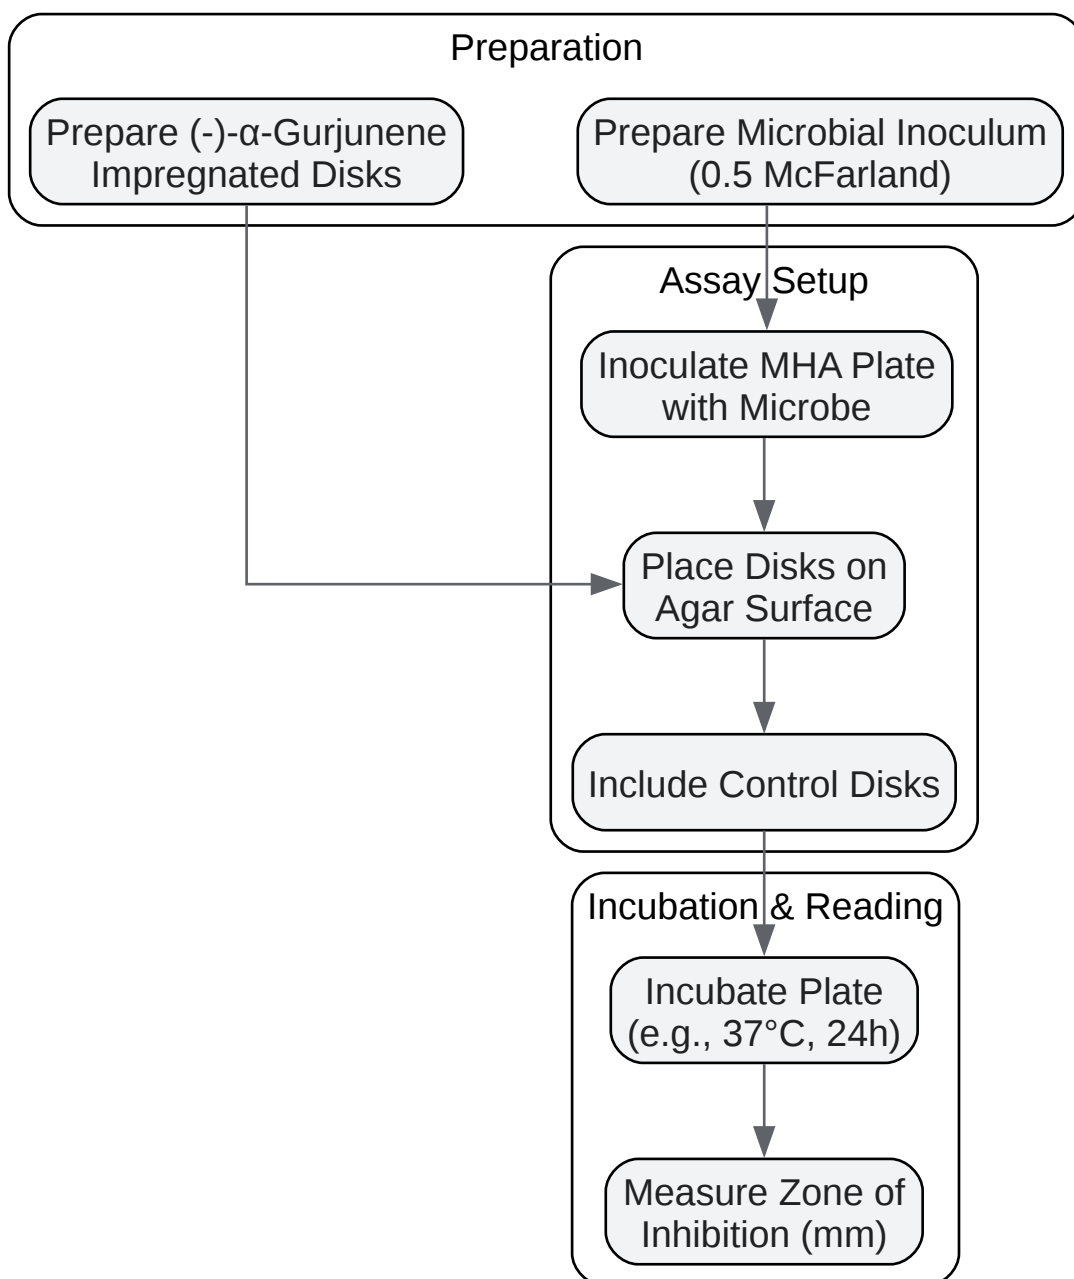 Preparation
Prepare (-)-α-Gurjunene
Impregnated Disks
Prepare Microbial Inoculum
(0.5 McFarland)
Assay Setup
Inoculate MHA Plate
with Microbe
Place Disks on
Agar Surface
Include Control Disks
Incubation & Reading
Incubate Plate
(e.g., 37°C, 24h)
Measure Zone of
Inhibition (mm)